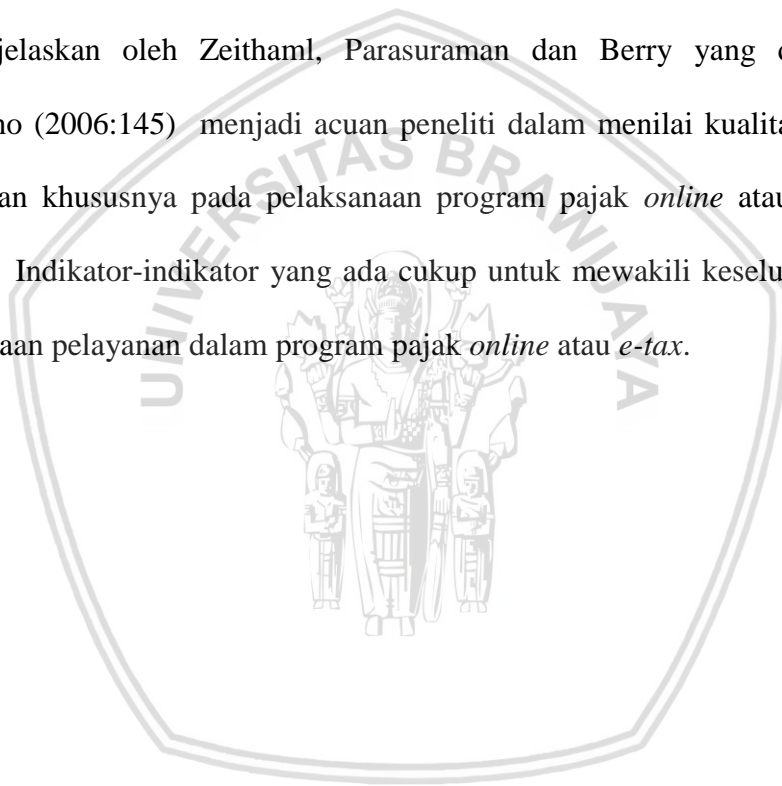 jelaskan oleh Zeithaml, Parasuraman dan Berry yang
no (2006:145) menjadi acuan peneliti dalam menilai kualita
an khususnya pada pelaksanaan program pajak online atau
Indikator-indikator yang ada cukup untuk mewakili keselu
aan pelayanan dalam program pajak online atau e-tax.
UNIVERSITAS BRAWIJAYA